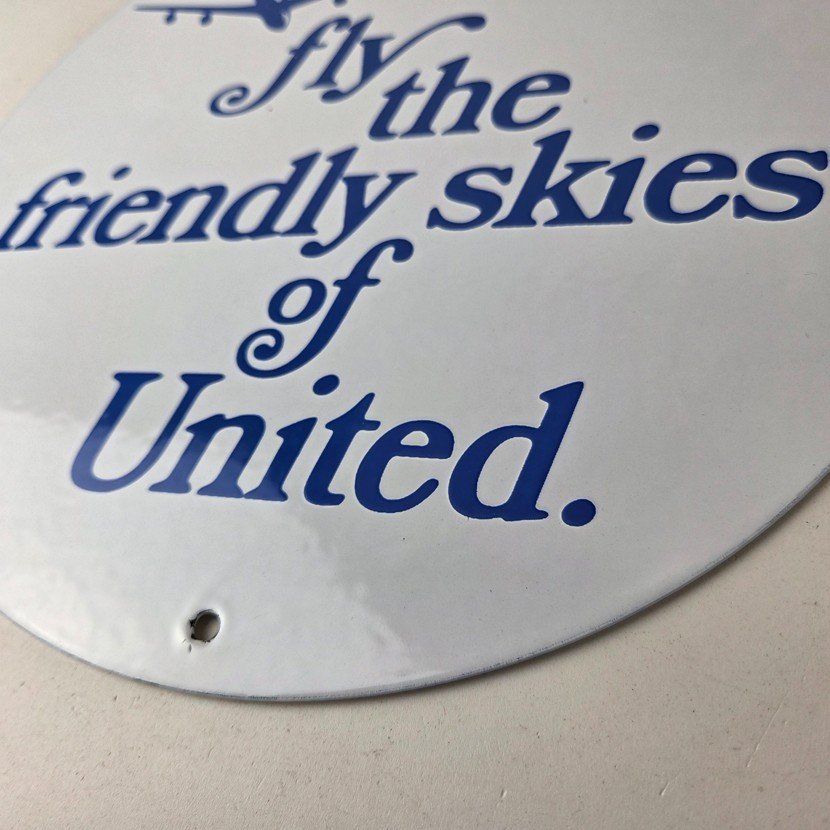 fly
the
friendly skies
of
United.